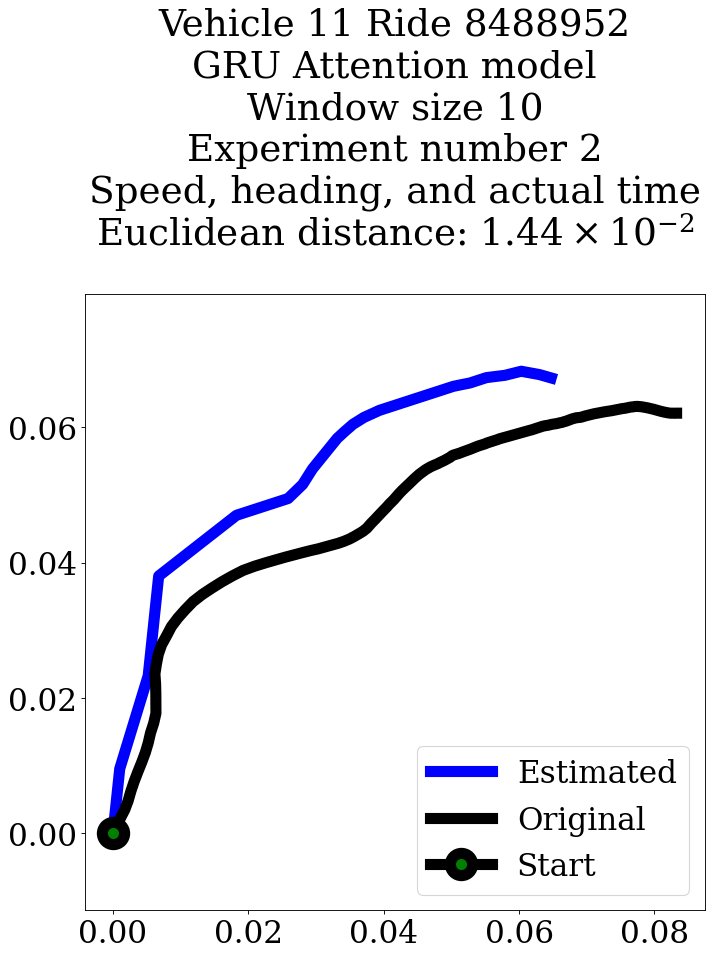 Vehicle 11 Ride 8488952
GRU Attention model
Window size 10
Experiment number 2
Speed, heading, and actual time
Euclidean distance: 1.44 × 10⁻²
0.06
0.04
0.02
0.00
Estimated
Original
Start
0.00 0.02 0.04 0.06 0.08